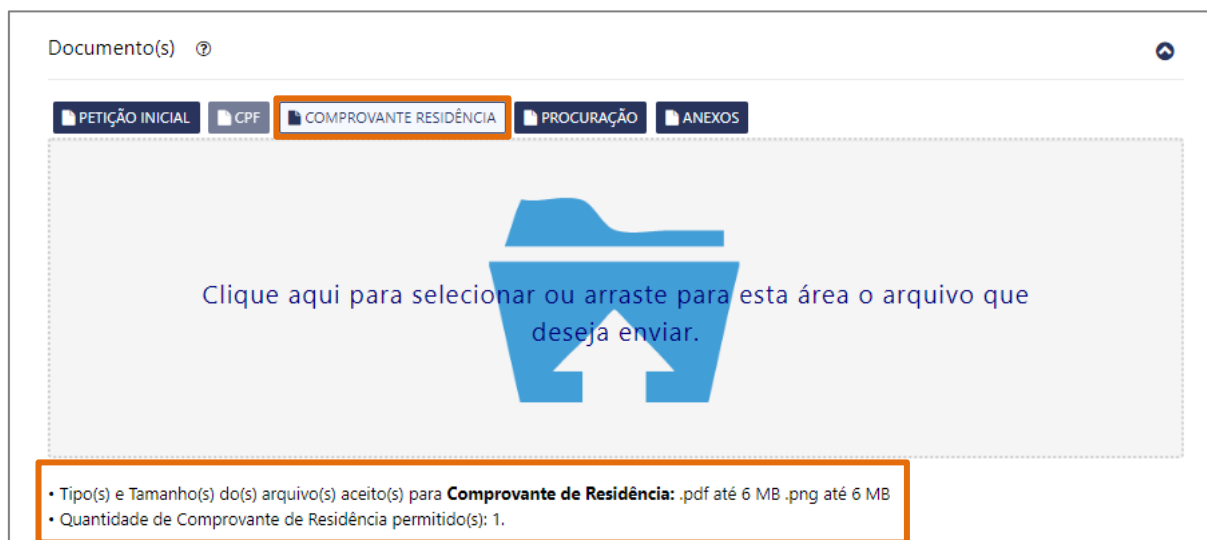 Documento(s) ?
PETIÇÃO INICIAL CPF COMPROVANTE RESIDÊNCIA PROCURAÇÃO ANEXOS
Clique aqui para selecionar ou arraste para esta área o arquivo que
deseja enviar.
• Tipo(s) e Tamanho(s) do(s) arquivo(s) aceito(s) para Comprovante de Residência: .pdf até 6 MB .png até 6 MB
• Quantidade de Comprovante de Residência permitido(s): 1.